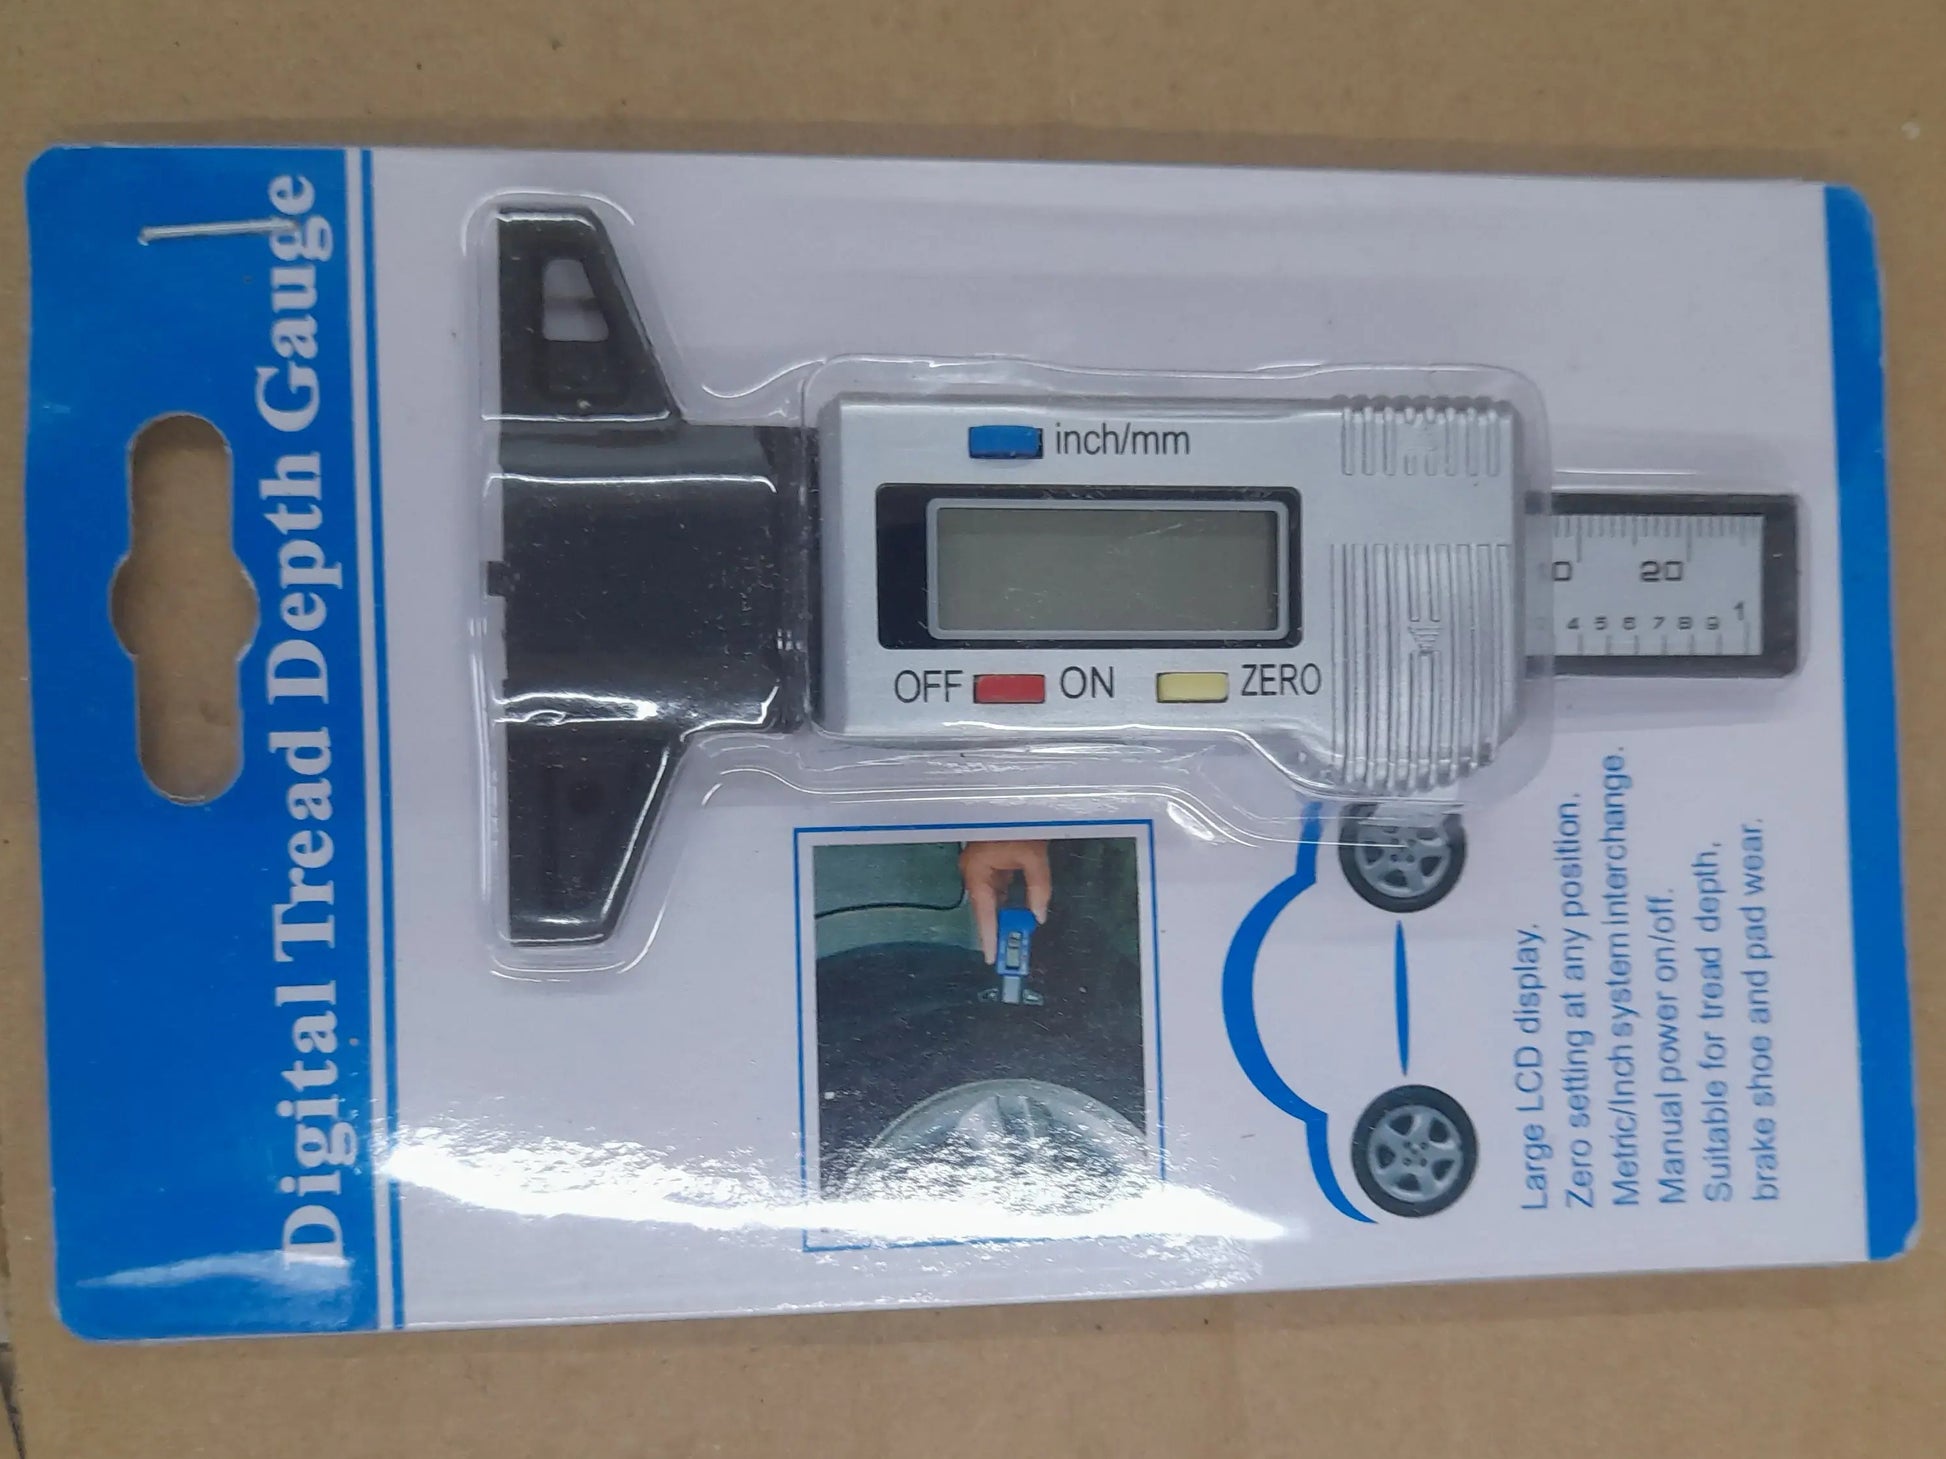 Digital Tread Depth Gauge
inch/mm
OFF ON ZERO
20
4 5 6 7 8 9 1
Large LCD display.
Zero setting at any position.
Metric/Inch system interchange.
Manual power on/off.
Suitable for tread depth,
brake shoe and pad wear.